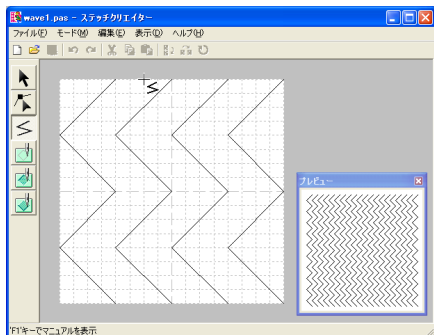 wave1.pas - ステッチクリエイター
ファイル(F) モード(M) 編集(E) 表示(D) ヘルプ(H)
プレビュー
'F1'キーでマニュアルを表示